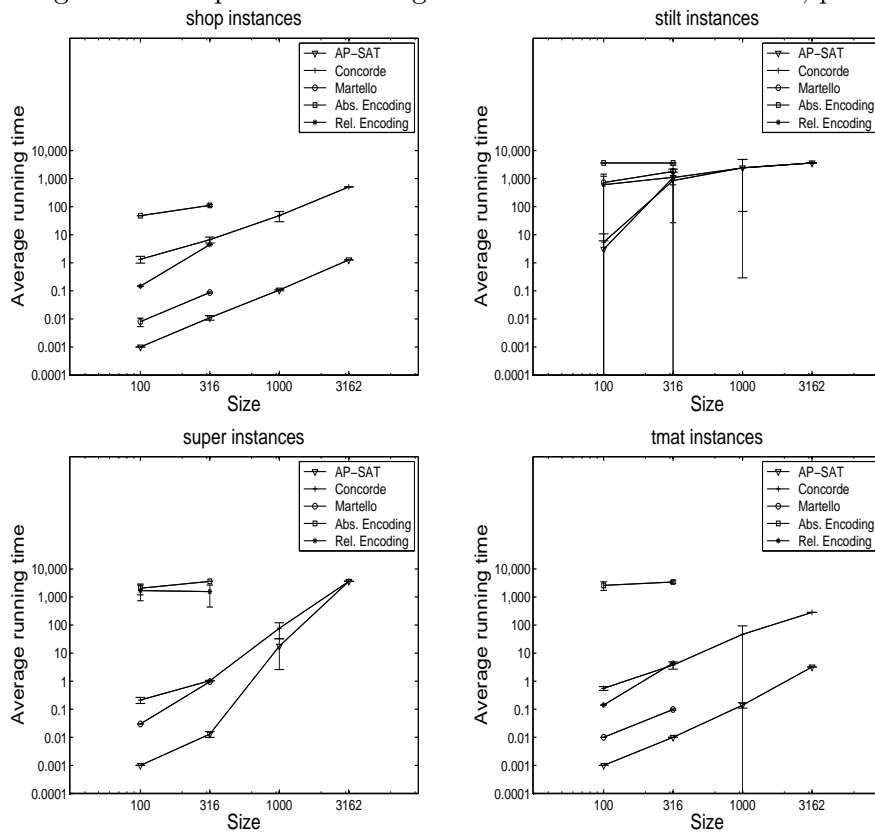 shop instances
AP−SAT
Concorde
Martello
Abs. Encoding
Rel. Encoding
Average running time
10,000
1,000
100
10
1
0.1
0.01
0.001
0.0001
100
316
1000
3162
Size
stilt instances
AP−SAT
Concorde
Martello
Abs. Encoding
Rel. Encoding
Average running time
10,000
1,000
100
10
1
0.1
0.01
0.001
0.0001
100
316
1000
3162
Size
super instances
AP−SAT
Concorde
Martello
Abs. Encoding
Rel. Encoding
Average running time
10,000
1,000
100
10
1
0.1
0.01
0.001
0.0001
100
316
1000
3162
Size
tmat instances
AP−SAT
Concorde
Martello
Abs. Encoding
Rel. Encoding
Average running time
10,000
1,000
100
10
1
0.1
0.01
0.001
0.0001
100
316
1000
3162
Size